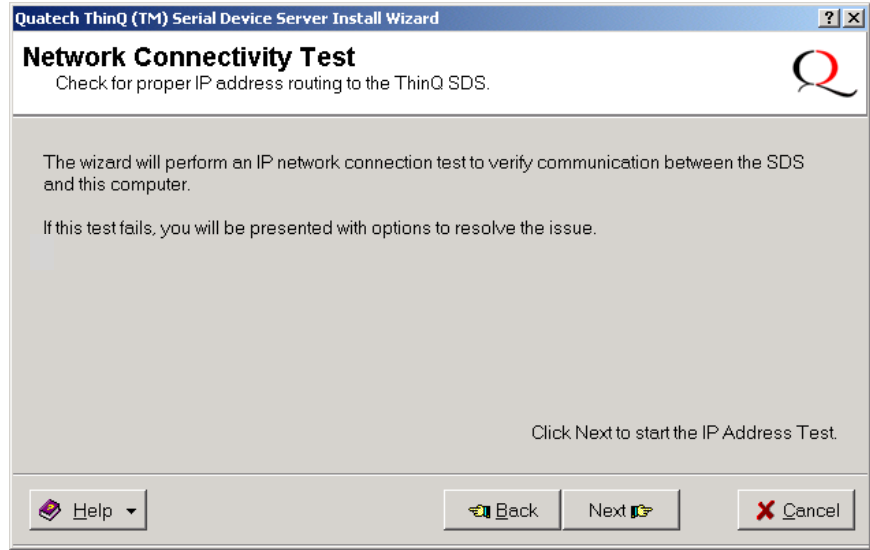 Quatech ThinQ (TM) Serial Device Server Install Wizard
Network Connectivity Test
Check for proper IP address routing to the ThinQ SDS.
The wizard will perform an IP network connection test to verify communication between the SDS
and this computer.
If this test fails, you will be presented with options to resolve the issue.
Click Next to start the IP Address Test.
Help Back Next Cancel